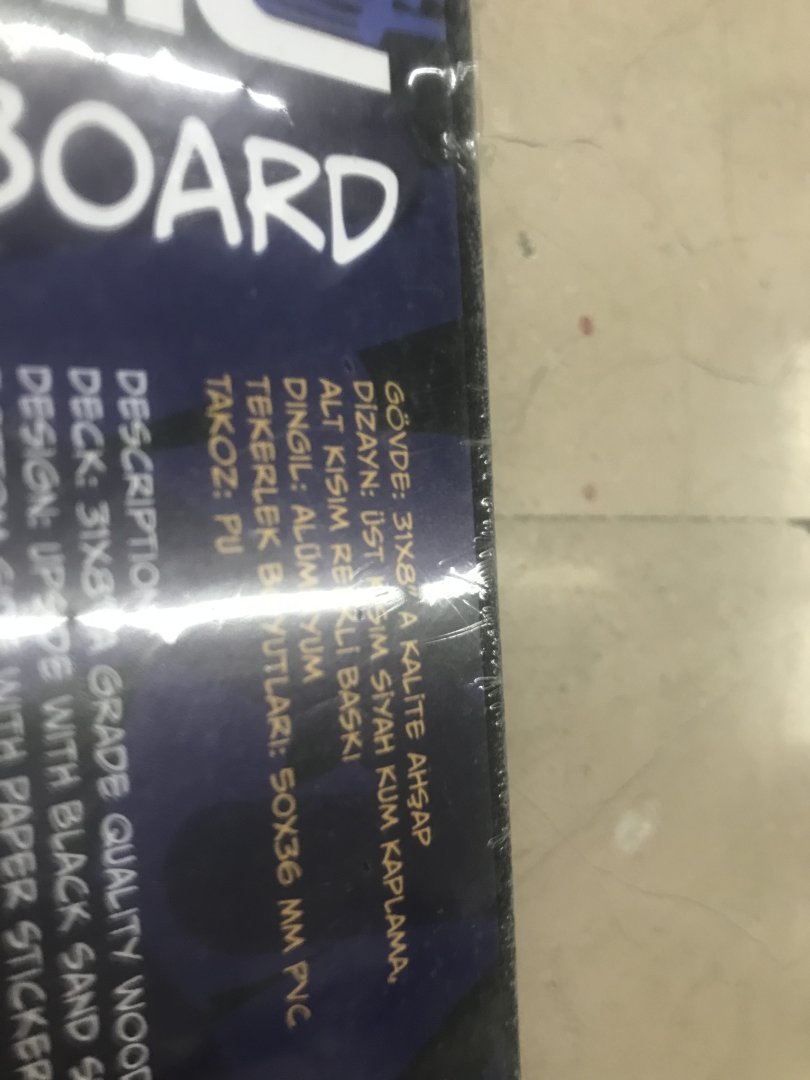 BOARD
GÖVDE: 31X8" A KALİTE AHŞAP
DİZAYN: ÜST KISIM SİYAH KUM KAPLAMA,
ALT KISIM RENKLİ BASKI
DINGIL: ALÜMİNYUM
TEKERLEK BOYUTLARI: 50X36 MM PVC
TAKOZ: PU
DESCRIPTION
DECK: 31X8" A GRADE QUALITY WOOD
DESIGN: UPSIDE WITH BLACK SAND
WITH PAPER STICKER